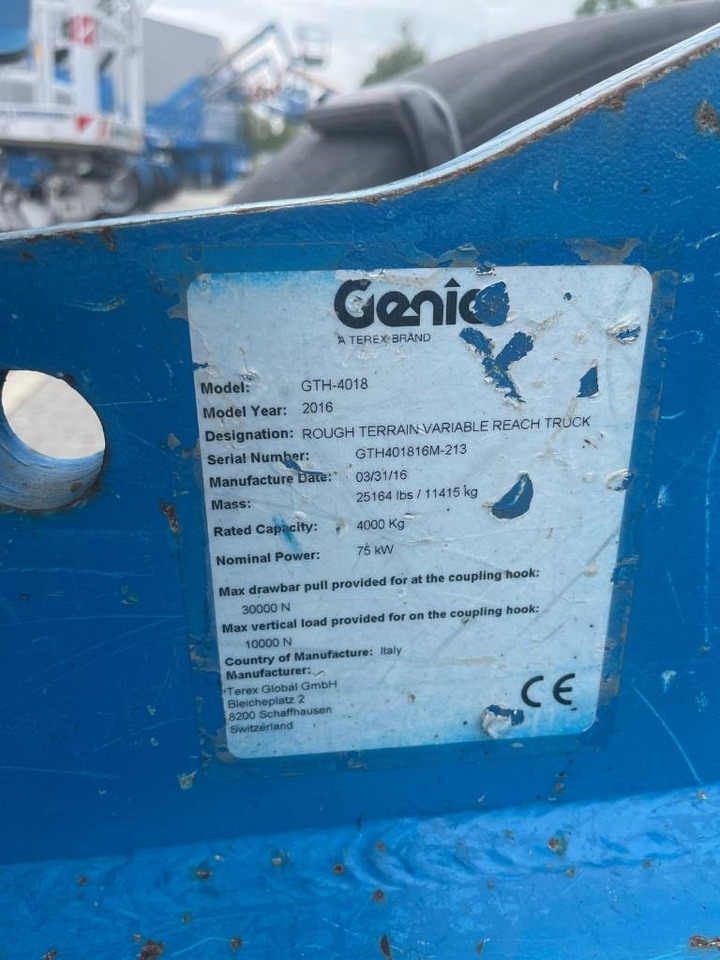 Genie
A TEREX BRAND
Model: GTH-4018
Model Year: 2016
Designation: ROUGH TERRAIN VARIABLE REACH TRUCK
Serial Number: GTH401816M-213
Manufacture Date: 03/31/16
Mass: 25164 lbs / 11415 kg
Rated Capacity: 4000 Kg
Nominal Power: 75 kW
Max drawbar pull provided for at the coupling hook:
30000 N
Max vertical load provided for on the coupling hook:
10000 N
Country of Manufacture: Italy
Manufacturer:
Terex Global GmbH
Bleicheplatz 2
8200 Schaffhausen
Switzerland
CE